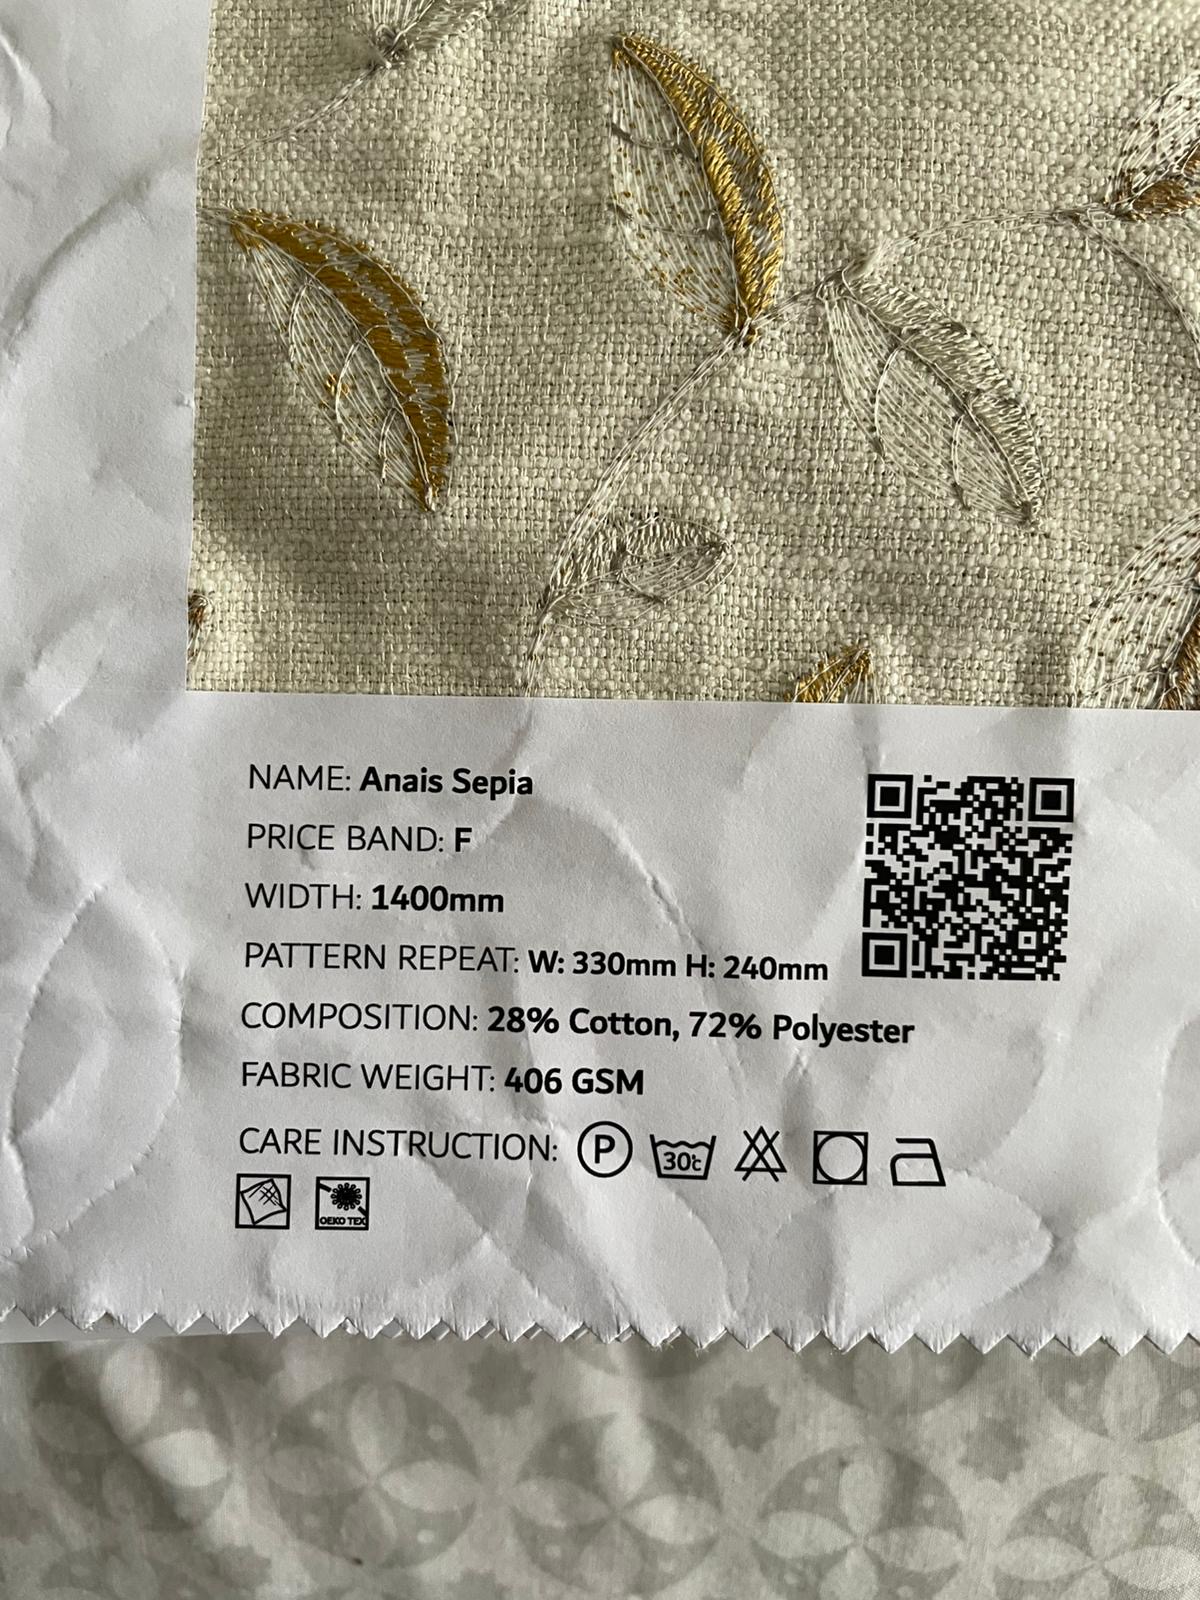 NAME: Anais Sepia
PRICE BAND: F
WIDTH: 1400mm
PATTERN REPEAT: W: 330mm H: 240mm
COMPOSITION: 28% Cotton, 72% Polyester
FABRIC WEIGHT: 406 GSM
CARE INSTRUCTION: P 30c
OEKO TEX